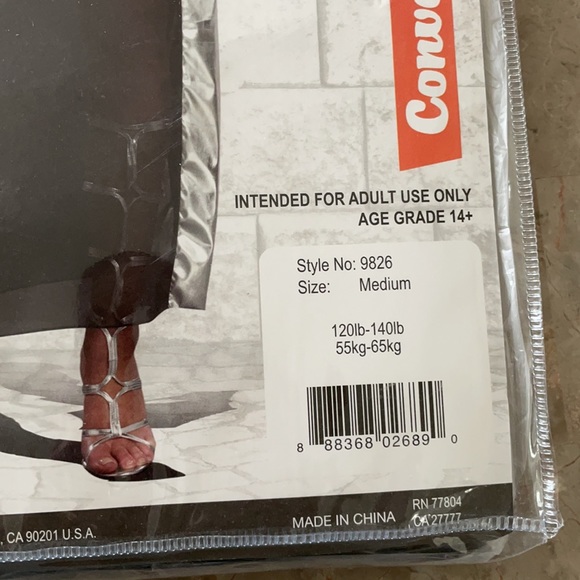 INTENDED FOR ADULT USE ONLY
AGE GRADE 14+
Style No: 9826
Size: Medium
120lb-140lb
55kg-65kg
8 88368 02689 0
RN 77804
MADE IN CHINA CA 27777
, CA 90201 U.S.A.